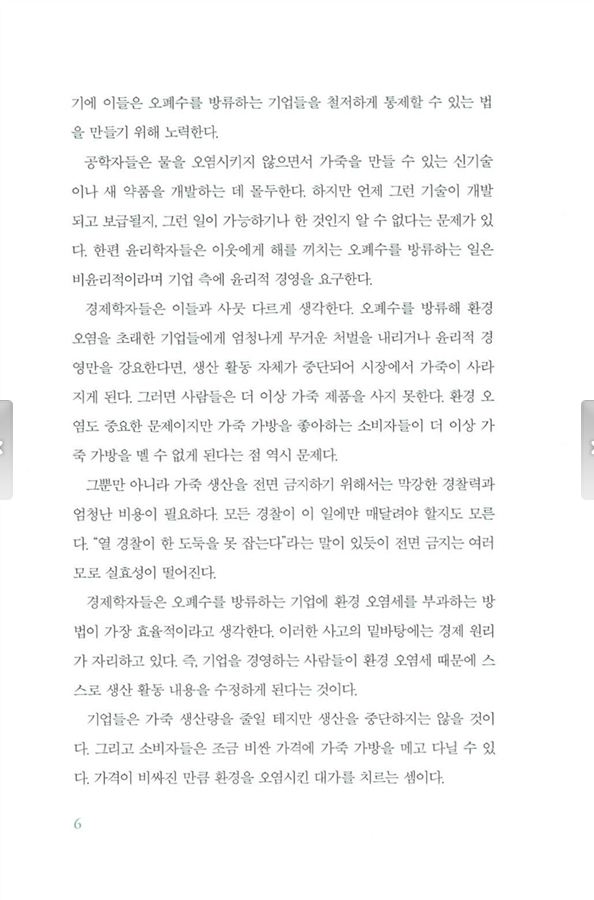 기에 이들은 오폐수를 방류하는 기업들을 철저하게 통제할 수 있는 법
을 만들기 위해 노력한다.
공학자들은 물을 오염시키지 않으면서 가죽을 만들 수 있는 신기술
이나 새 약품을 개발하는 데 몰두한다. 하지만 언제 그런 기술이 개발
되고 보급될지, 그런 일이 가능하기나 한 것인지 알 수 없다는 문제가 있
다. 한편 윤리학자들은 이웃에게 해를 끼치는 오폐수를 방류하는 일은
비윤리적이라며 기업 측에 윤리적 경영을 요구한다.
경제학자들은 이들과 사뭇 다르게 생각한다. 오폐수를 방류해 환경
오염을 초래한 기업들에게 엄청나게 무거운 처벌을 내리거나 윤리적 경
영만을 강요한다면, 생산 활동 자체가 중단되어 시장에서 가죽이 사라
지게 된다. 그러면 사람들은 더 이상 가죽 제품을 사지 못한다. 환경 오
염도 중요한 문제이지만 가죽 가방을 좋아하는 소비자들이 더 이상 가
죽 가방을 멜 수 없게 된다는 점 역시 문제다.
그뿐만 아니라 가죽 생산을 전면 금지하기 위해서는 막강한 경찰력과
엄청난 비용이 필요하다. 모든 경찰이 이 일에만 매달려야 할지도 모른
다. “열 경찰이 한 도둑을 못 잡는다”라는 말이 있듯이 전면 금지는 여러
모로 실효성이 떨어진다.
경제학자들은 오폐수를 방류하는 기업에 환경 오염세를 부과하는 방
법이 가장 효율적이라고 생각한다. 이러한 사고의 밑바탕에는 경제 원리
가 자리하고 있다. 즉, 기업을 경영하는 사람들이 환경 오염세 때문에 스
스로 생산 활동 내용을 수정하게 된다는 것이다.
기업들은 가죽 생산량을 줄일 테지만 생산을 중단하지는 않을 것이
다. 그리고 소비자들은 조금 비싼 가격에 가죽 가방을 메고 다닐 수 있
다. 가격이 비싸진 만큼 환경을 오염시킨 대가를 치르는 셈이다.
6